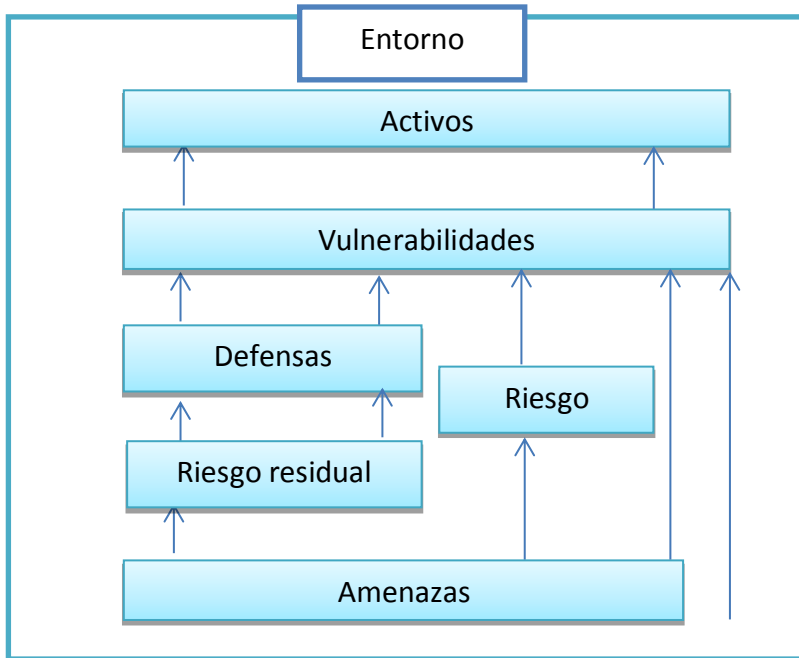 Entorno
Activos
Vulnerabilidades
Defensas
Riesgo
Riesgo residual
Amenazas